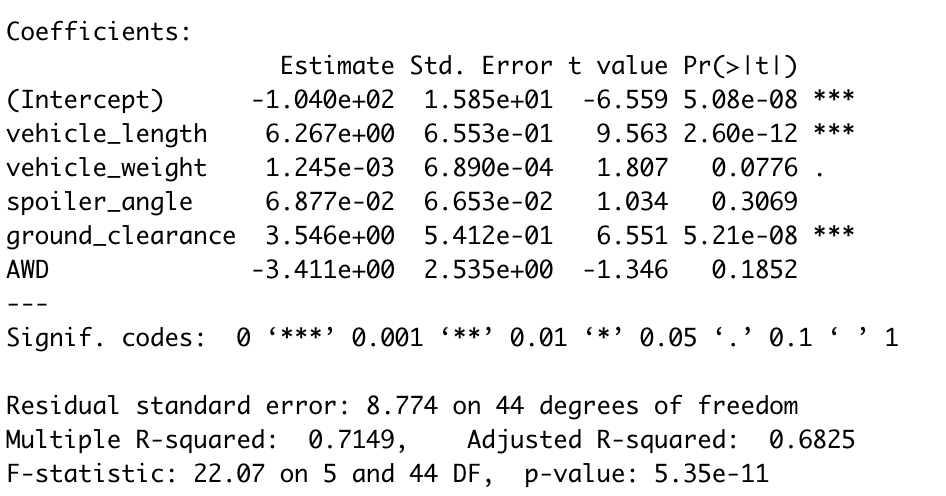 Coefficients:
                   Estimate Std. Error t value Pr(>|t|)
(Intercept)      -1.040e+02  1.585e+01  -6.559 5.08e-08 ***
vehicle_length    6.267e+00  6.553e-01   9.563 2.60e-12 ***
vehicle_weight    1.245e-03  6.890e-04   1.807   0.0776 .
spoiler_angle     6.877e-02  6.653e-02   1.034   0.3069
ground_clearance  3.546e+00  5.412e-01   6.551 5.21e-08 ***
AWD              -3.411e+00  2.535e+00  -1.346   0.1852
---
Signif. codes:  0 ‘***’ 0.001 ‘**’ 0.01 ‘*’ 0.05 ‘.’ 0.1 ‘ ’ 1

Residual standard error: 8.774 on 44 degrees of freedom
Multiple R-squared:  0.7149,    Adjusted R-squared:  0.6825
F-statistic: 22.07 on 5 and 44 DF,  p-value: 5.35e-11